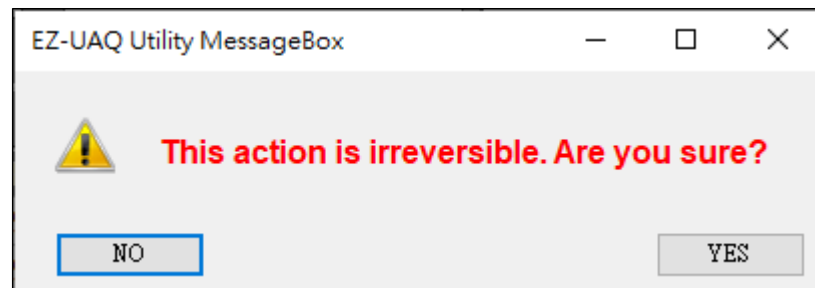 EZ-UAQ Utility MessageBox
This action is irreversible. Are you sure?
NO
YES